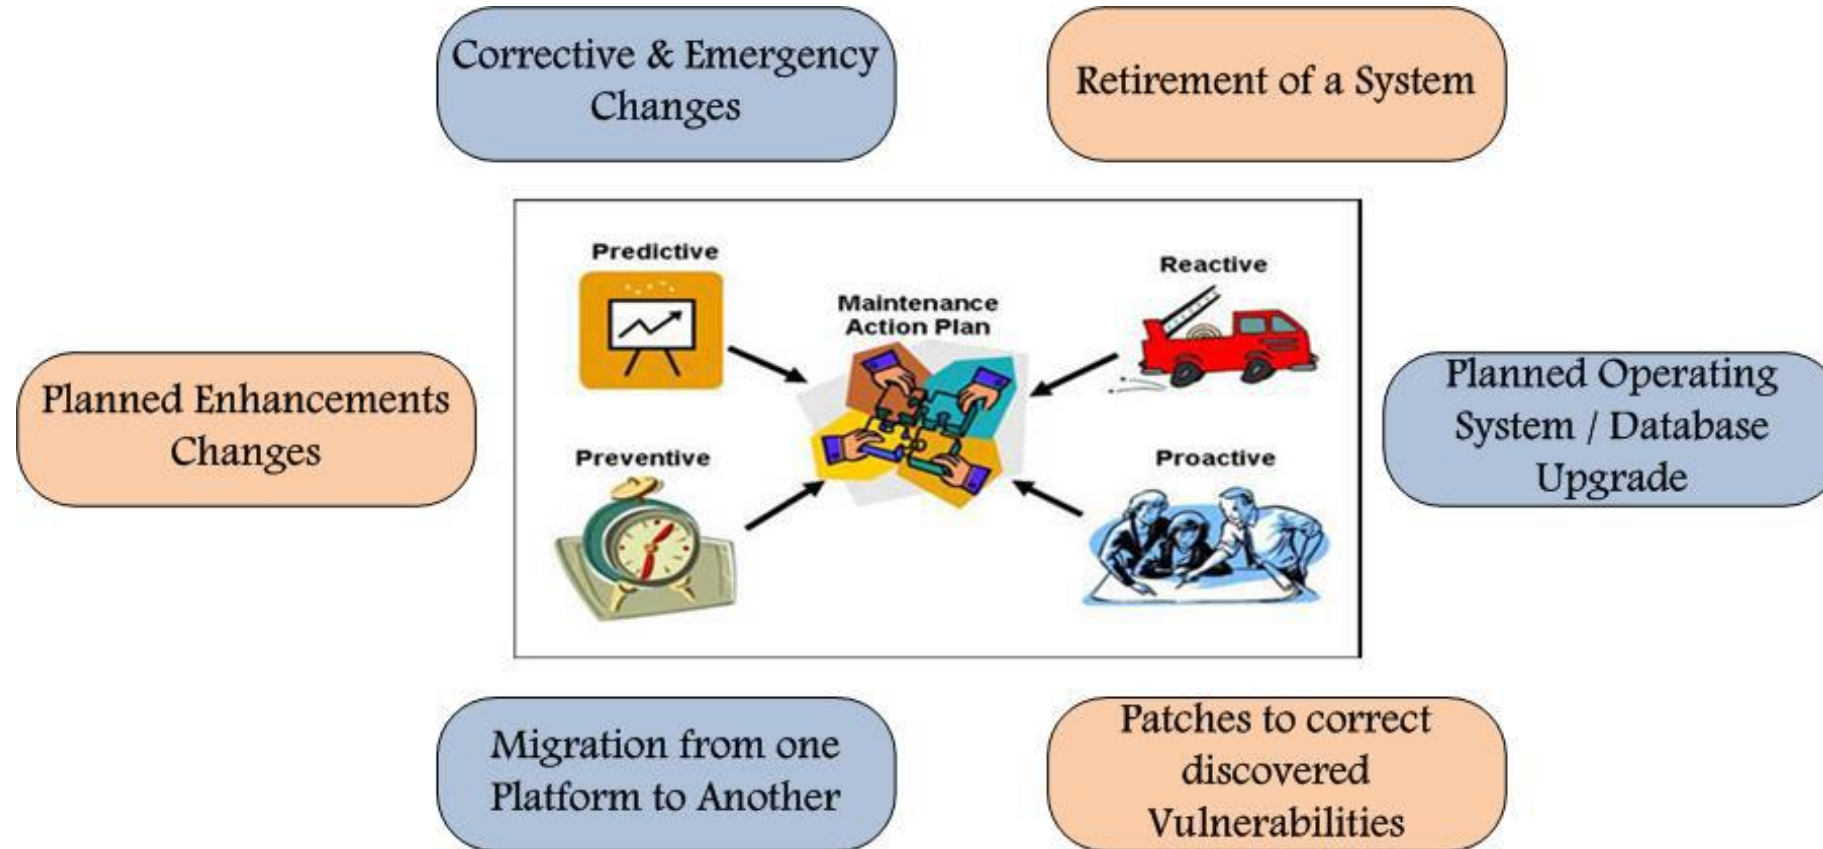 Corrective & Emergency
Changes
Retirement of a System
Predictive
Reactive
Maintenance
Action Plan
Planned Enhancements
Changes
Planned Operating
System / Database
Upgrade
Preventive
Proactive
Migration from one
Platform to Another
Patches to correct
discovered
Vulnerabilities